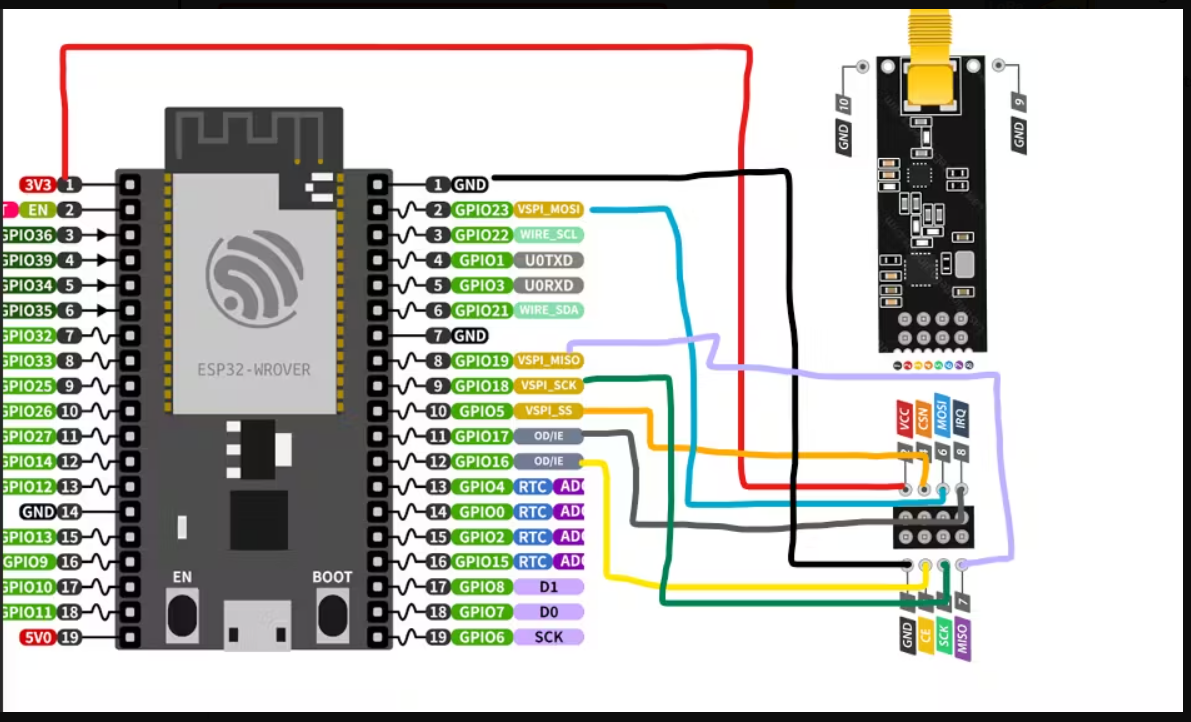 3V3 1
T EN 2
GPIO36 3
GPIO39 4
GPIO34 5
GPIO35 6
GPIO32 7
GPIO33 8
GPIO25 9
GPIO26 10
GPIO27 11
GPIO14 12
GPIO12 13
GND 14
GPIO13 15
GPIO9 16
GPIO10 17
GPIO11 18
5V0 19
ESP32-WROVER
EN
BOOT
1 GND
2 GPIO23 VSPI_MOSI
3 GPIO22 WIRE_SCL
4 GPIO1 U0TXD
5 GPIO3 U0RXD
6 GPIO21 WIRE_SDA
7 GND
8 GPIO19 VSPI_MISO
9 GPIO18 VSPI_SCK
10 GPIO5 VSPI_SS
11 GPIO17 OD/IE
12 GPIO16 OD/IE
13 GPIO4 RTC AD
14 GPIO0 RTC AD
15 GPIO2 RTC AD
16 GPIO15 RTC AD
17 GPIO8 D1
18 GPIO7 D0
19 GPIO6 SCK
GND 10
GND 9
VCC 2
CSN
MOSI 6
IRQ 8
GND
CE
SCK
MISO 7